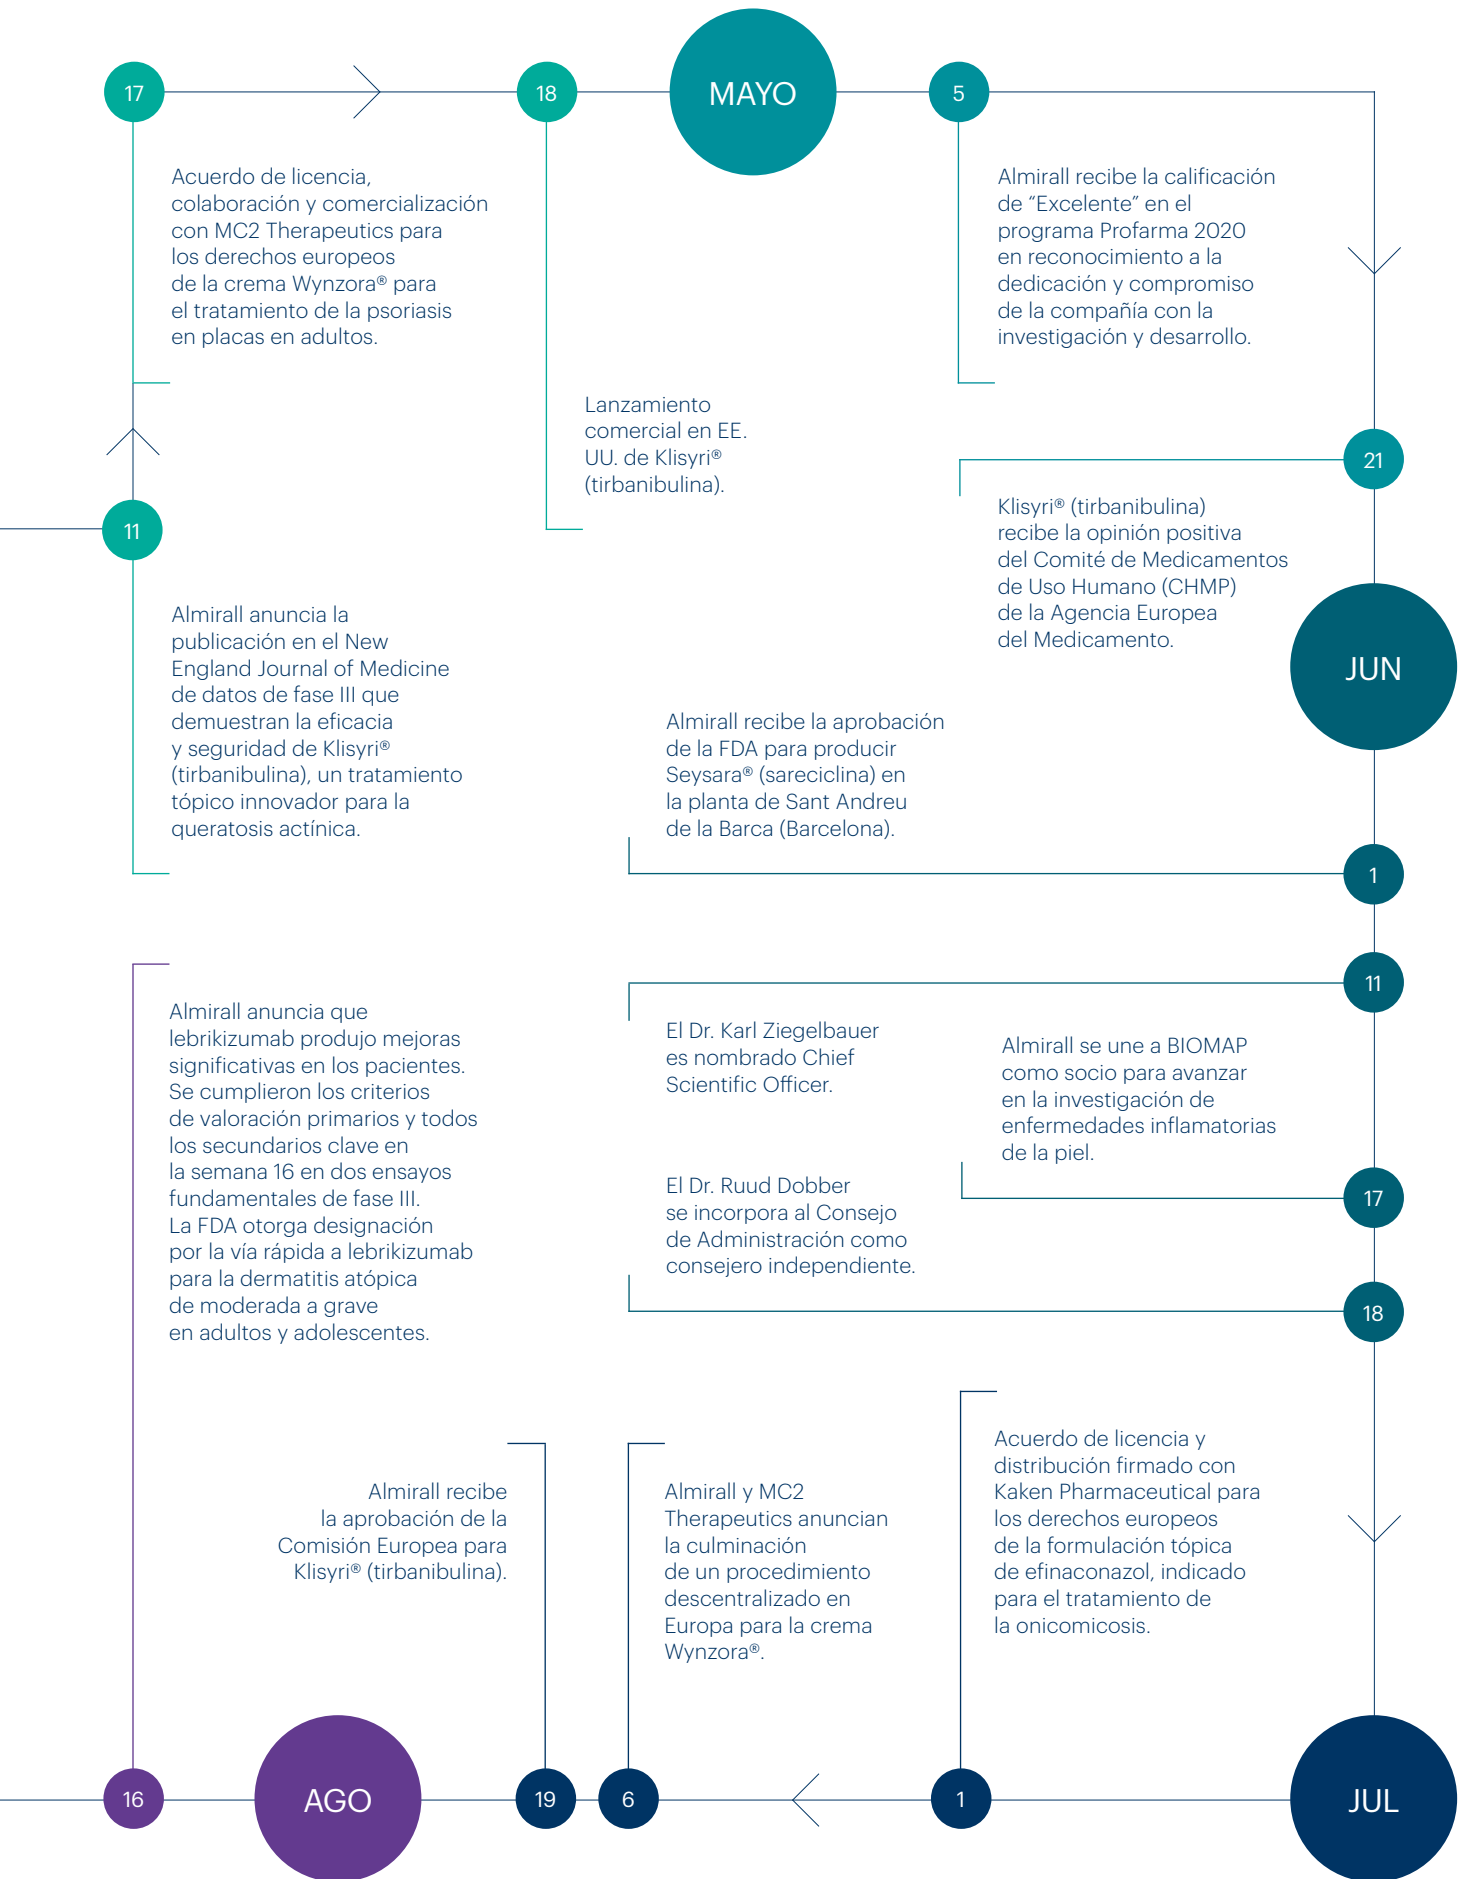 17
18
MAYO
5
Acuerdo de licencia,
colaboración y comercialización
con MC2 Therapeutics para
los derechos europeos
de la crema Wynzora® para
el tratamiento de la psoriasis
en placas en adultos.
Lanzamiento
comercial en EE.
UU. de Klisyri®
(tirbanibulina).
Almirall recibe la calificación
de “Excelente” en el
programa Profarma 2020
en reconocimiento a la
dedicación y compromiso
de la compañía con la
investigación y desarrollo.
21
Klisyri® (tirbanibulina)
recibe la opinión positiva
del Comité de Medicamentos
de Uso Humano (CHMP)
de la Agencia Europea
del Medicamento.
11
Almirall anuncia la
publicación en el New
England Journal of Medicine
de datos de fase III que
demuestran la eficacia
y seguridad de Klisyri®
(tirbanibulina), un tratamiento
tópico innovador para la
queratosis actínica.
JUN
Almirall recibe la aprobación
de la FDA para producir
Seysara® (sareciclina) en
la planta de Sant Andreu
de la Barca (Barcelona).
1
11
El Dr. Karl Ziegelbauer
es nombrado Chief
Scientific Officer.
Almirall se une a BIOMAP
como socio para avanzar
en la investigación de
enfermedades inflamatorias
de la piel.
17
El Dr. Ruud Dobber
se incorpora al Consejo
de Administración como
consejero independiente.
18
Almirall anuncia que
lebrikizumab produjo mejoras
significativas en los pacientes.
Se cumplieron los criterios
de valoración primarios y todos
los secundarios clave en
la semana 16 en dos ensayos
fundamentales de fase III.
La FDA otorga designación
por la vía rápida a lebrikizumab
para la dermatitis atópica
de moderada a grave
en adultos y adolescentes.
Almirall recibe
la aprobación de la
Comisión Europea para
Klisyri® (tirbanibulina).
Almirall y MC2
Therapeutics anuncian
la culminación
de un procedimiento
descentralizado en
Europa para la crema
Wynzora®.
Acuerdo de licencia y
distribución firmado con
Kaken Pharmaceutical para
los derechos europeos
de la formulación tópica
de efinaconazol, indicado
para el tratamiento de
la onicomicosis.
16
AGO
19
6
1
JUL